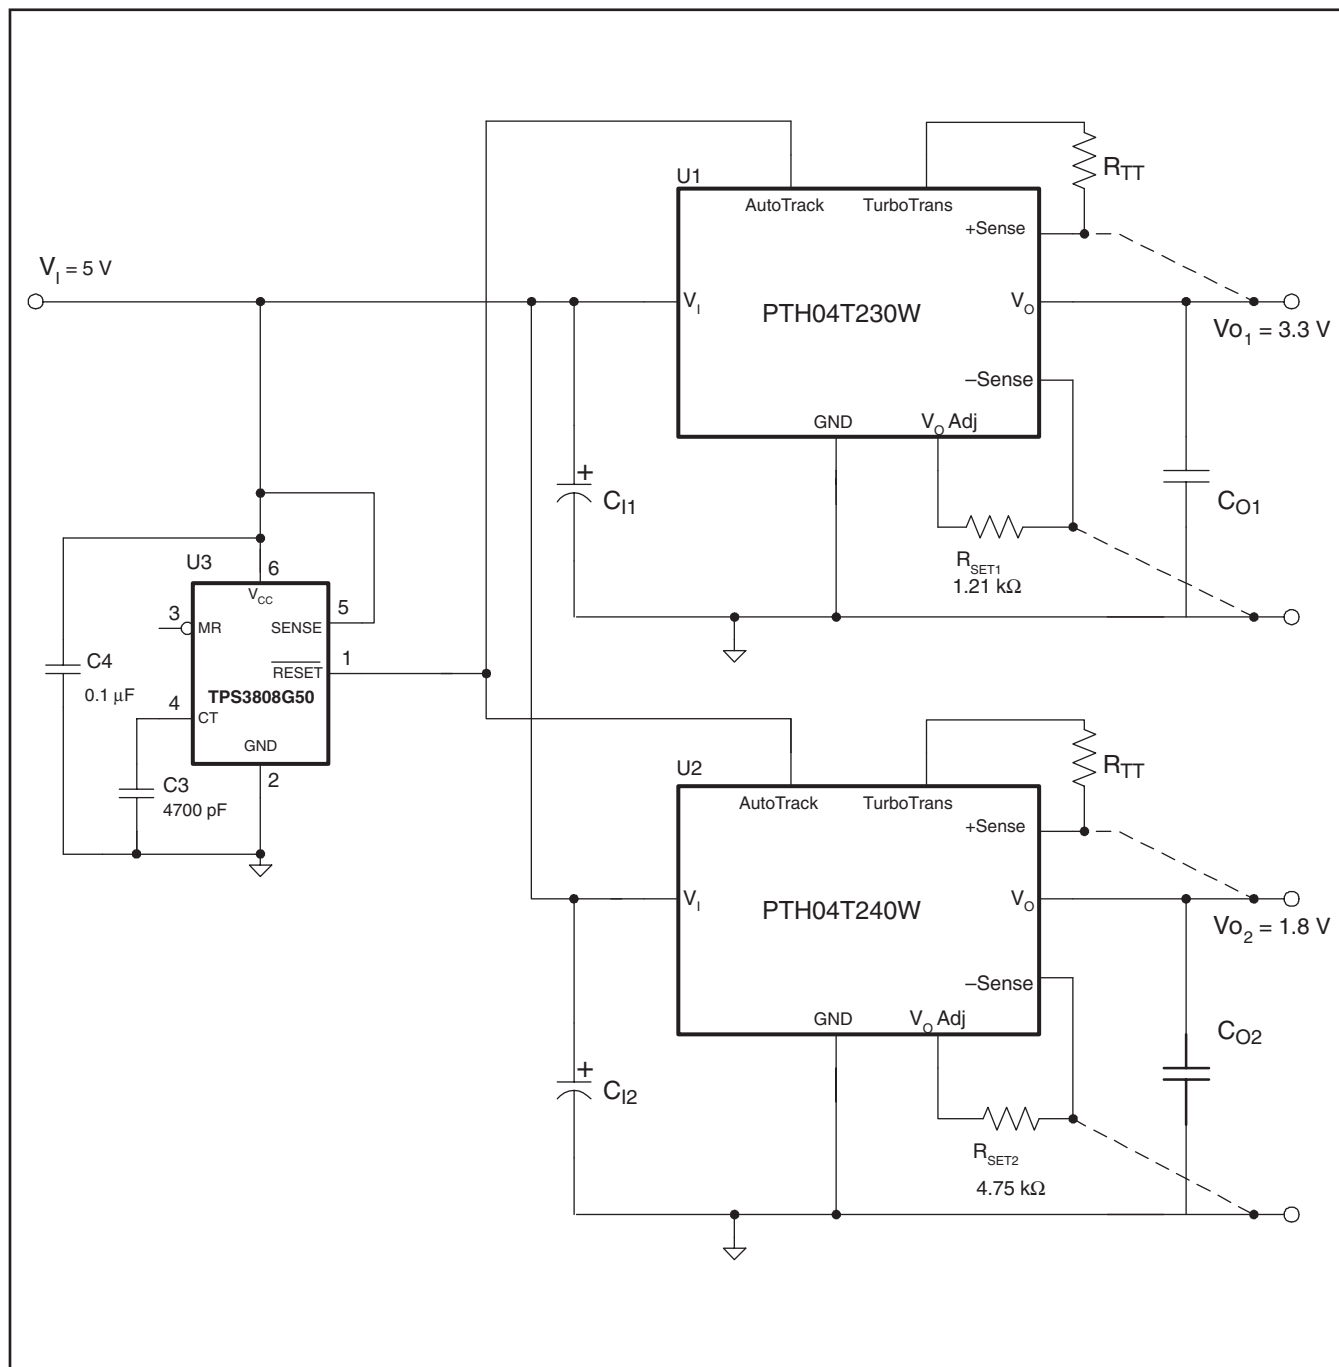 U1
AutoTrack TurboTrans
R_TT
+Sense
V_I = 5 V
V_I PTH04T230W V_O
Vo_1 = 3.3 V
–Sense
GND V_O Adj
+
C_I1
C_O1
R_SET1
1.21 kΩ
U3
6
V_CC
3 MR SENSE 5
RESET 1
C4
0.1 µF
TPS3808G50
4 CT
GND
2
C3
4700 pF
U2
AutoTrack TurboTrans
R_TT
+Sense
V_I PTH04T240W V_O
Vo_2 = 1.8 V
–Sense
GND V_O Adj
+
C_I2
C_O2
R_SET2
4.75 kΩ